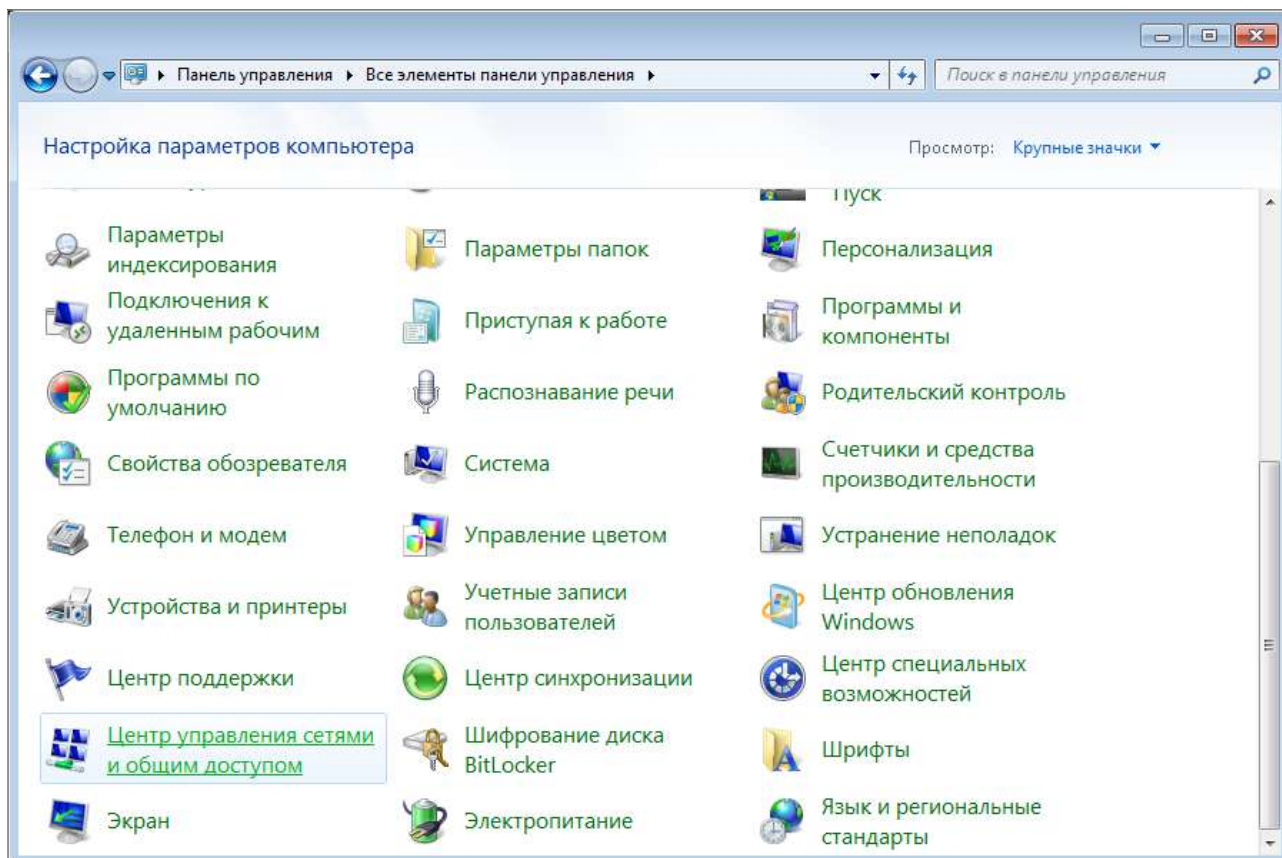 Панель управления ▸ Все элементы панели управления ▸
Поиск в панели управления
Настройка параметров компьютера
Просмотр: Крупные значки
Пуск
Параметры
индексирования
Параметры папок
Персонализация
Подключения к
удаленным рабочим
Приступая к работе
Программы и
компоненты
Программы по
умолчанию
Распознавание речи
Родительский контроль
Свойства обозревателя
Система
Счетчики и средства
производительности
Телефон и модем
Управление цветом
Устранение неполадок
Устройства и принтеры
Учетные записи
пользователей
Центр обновления
Windows
Центр поддержки
Центр синхронизации
Центр специальных
возможностей
Центр управления сетями
и общим доступом
Шифрование диска
BitLocker
Шрифты
Экран
Электропитание
Язык и региональные
стандарты